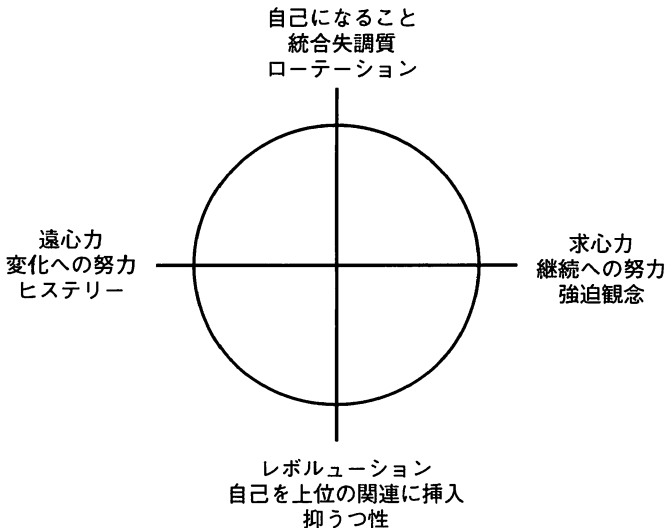 自己になること
統合失調質
ローテーション
遠心力
変化への努力
ヒステリー
求心力
継続への努力
強迫観念
レボルューション
自己を上位の関連に挿入
抑うつ性